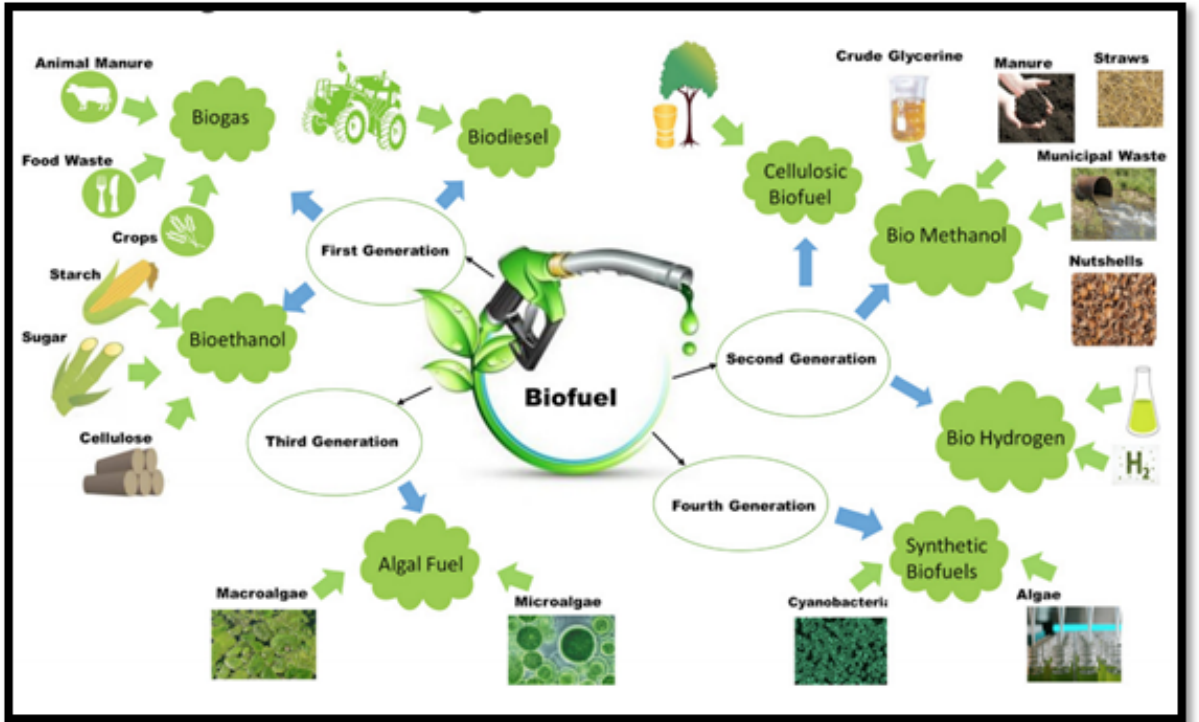 Animal Manure
Biogas
Food Waste
Crops
Biodiesel
First Generation
Starch
Sugar
Bioethanol
Cellulose
Third Generation
Algal Fuel
Macroalgae
Microalgae
Biofuel
Cellulosic
Biofuel
Crude Glycerine
Manure
Straws
Municipal Waste
Bio Methanol
Nutshells
Second Generation
Bio Hydrogen
H2
Fourth Generation
Synthetic
Biofuels
Cyanobacteria
Algae